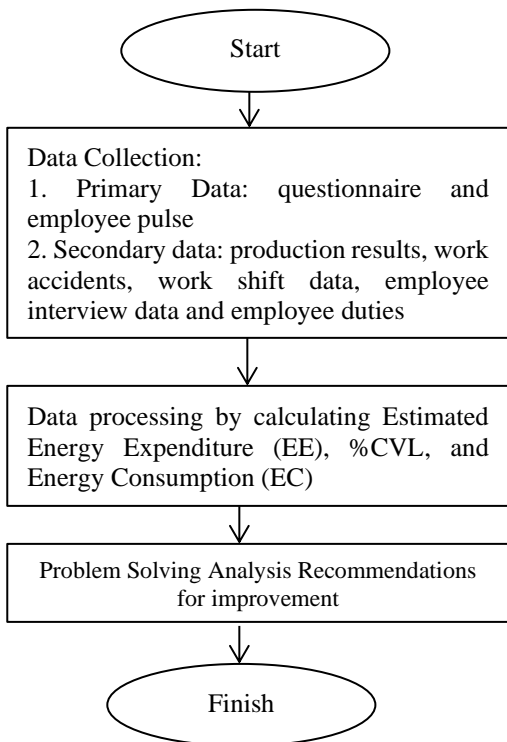 Start
Data Collection:
1. Primary Data: questionnaire and
employee pulse
2. Secondary data: production results, work
accidents, work shift data, employee
interview data and employee duties
Data processing by calculating Estimated
Energy Expenditure (EE), %CVL, and
Energy Consumption (EC)
Problem Solving Analysis Recommendations
for improvement
Finish